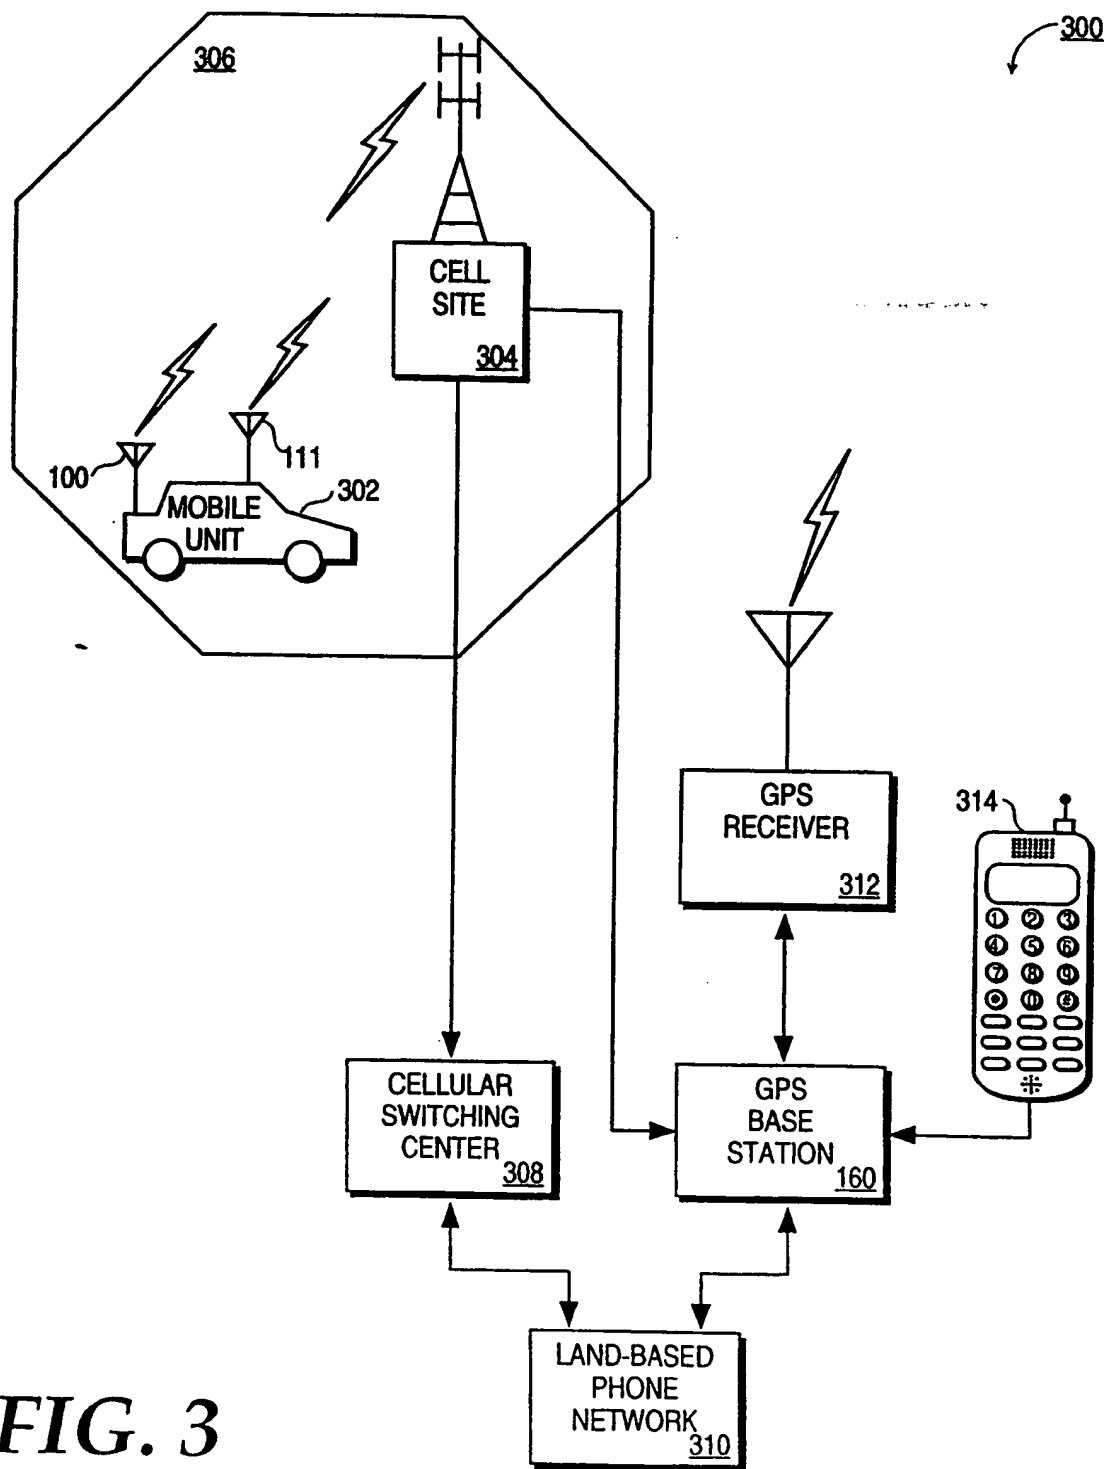 300
306
CELL
SITE
304
100
111
302
MOBILE
UNIT
GPS
RECEIVER
312
314
1 2 3
4 5 6
7 8 9
0 #
CELLULAR
SWITCHING
CENTER
308
GPS
BASE
STATION
160
LAND-BASED
PHONE
NETWORK
310
FIG. 3